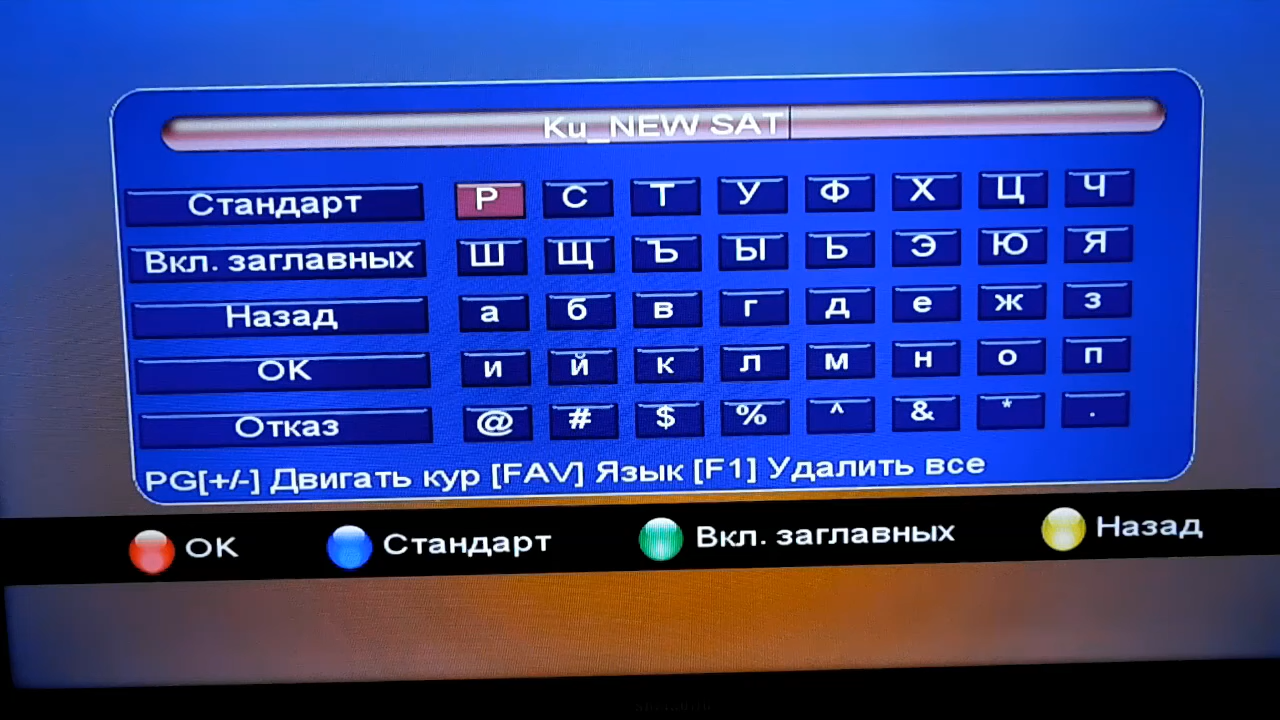 Ku_NEW SAT
Стандарт Р С Т У Ф Х Ц Ч
Вкл. заглавных Ш Щ Ъ Ы Ь Э Ю Я
Назад а б в г д е ж з
OK и й к л м н о п
Отказ @ # $ % ^ & * .
PG[+/-] Двигать кур [FAV] Язык [F1] Удалить все
OK Стандарт Вкл. заглавных Назад